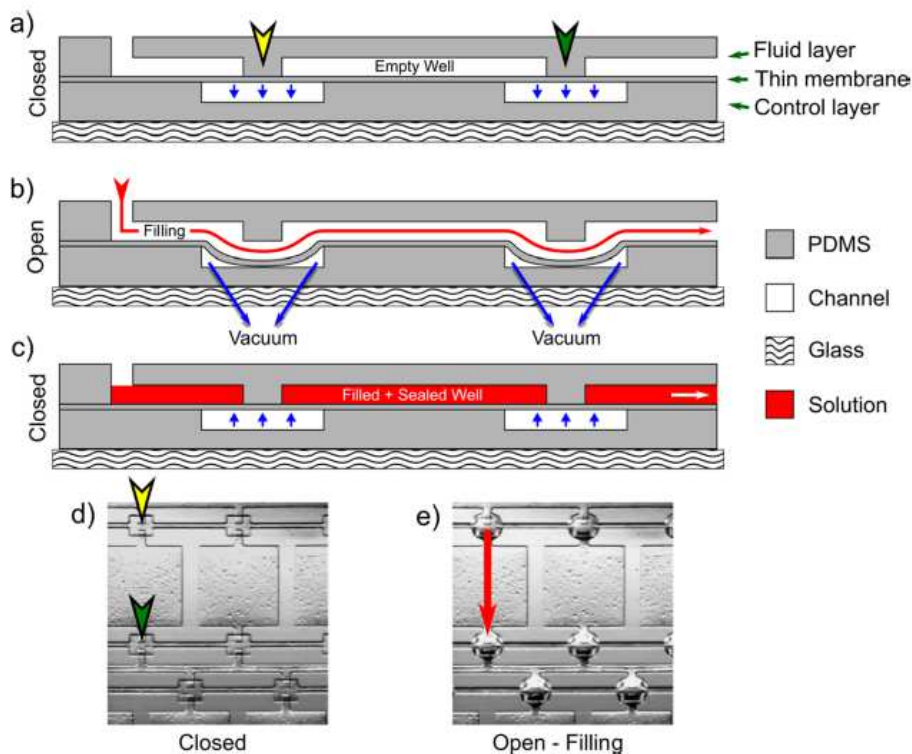 a)
Closed
Empty Well
Fluid layer
Thin membrane
Control layer
b)
Open
Filling
Vacuum
Vacuum
PDMS
Channel
Glass
Solution
c)
Closed
Filled + Sealed Well
d)
Closed
e)
Open - Filling